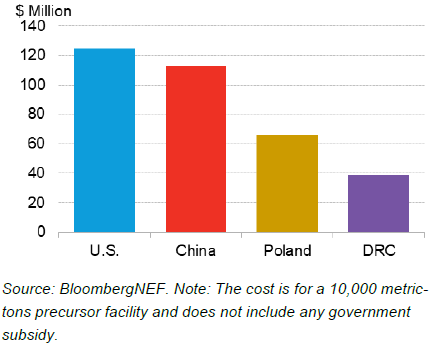 $ Million
140
120
100
80
60
40
20
0
U.S. China Poland DRC
Source: BloombergNEF. Note: The cost is for a 10,000 metric-
tons precursor facility and does not include any government
subsidy.